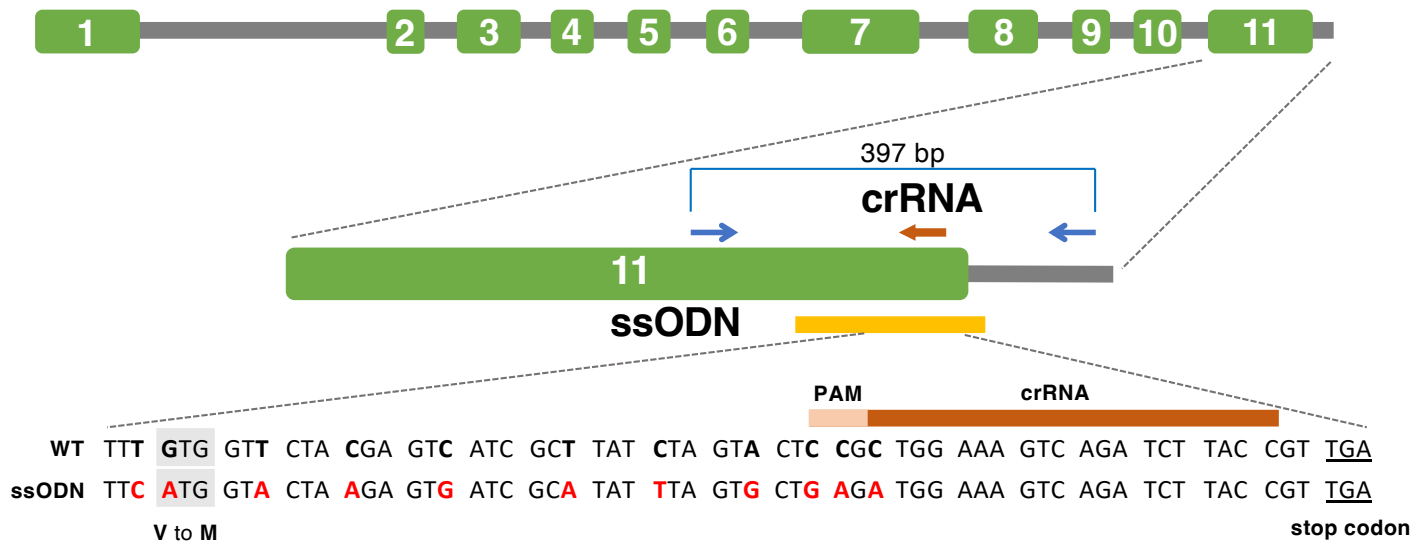 1 2 3 4 5 6 7 8 9 10 11
397 bp
crRNA
11
ssODN
PAM crRNA
WT TTT GTG GTT CTA CGA GTC ATC GCT TAT CTA GTA CTC CGC TGG AAA GTC AGA TCT TAC CGT TGA
ssODN TTC ATG GTA CTA AGA GTG ATC GCA TAT TTA GTG CTG AGA TGG AAA GTC AGA TCT TAC CGT TGA
V to M stop codon